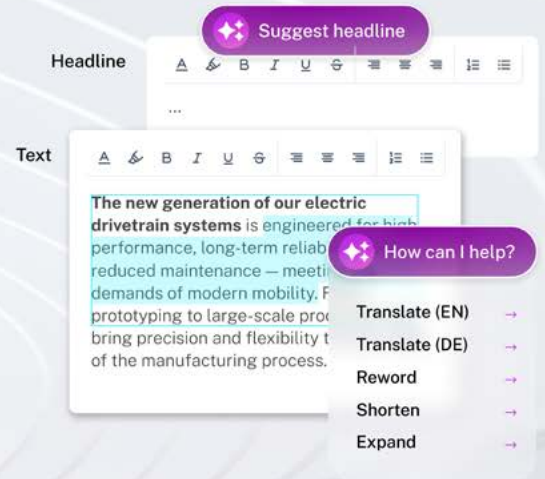 Suggest headline
Headline
A B I U S
...
Text
A B I U S
The new generation of our electric
drivetrain systems is engineered for high
performance, long-term reliab
reduced maintenance — meeti
demands of modern mobility. F
prototyping to large-scale pro
bring precision and flexibility t
of the manufacturing process.
How can I help?
Translate (EN) →
Translate (DE) →
Reword →
Shorten →
Expand →